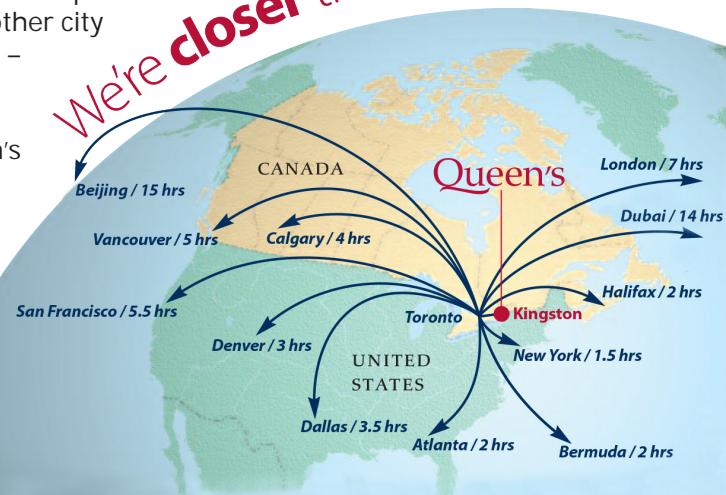 other city
–
We're closer
CANADA
Queen's
London / 7 hrs
Beijing / 15 hrs
Dubai / 14 hrs
Vancouver / 5 hrs
Calgary / 4 hrs
San Francisco / 5.5 hrs
Halifax / 2 hrs
Toronto
Kingston
Denver / 3 hrs
New York / 1.5 hrs
UNITED
STATES
Dallas / 3.5 hrs
Atlanta / 2 hrs
Bermuda / 2 hrs